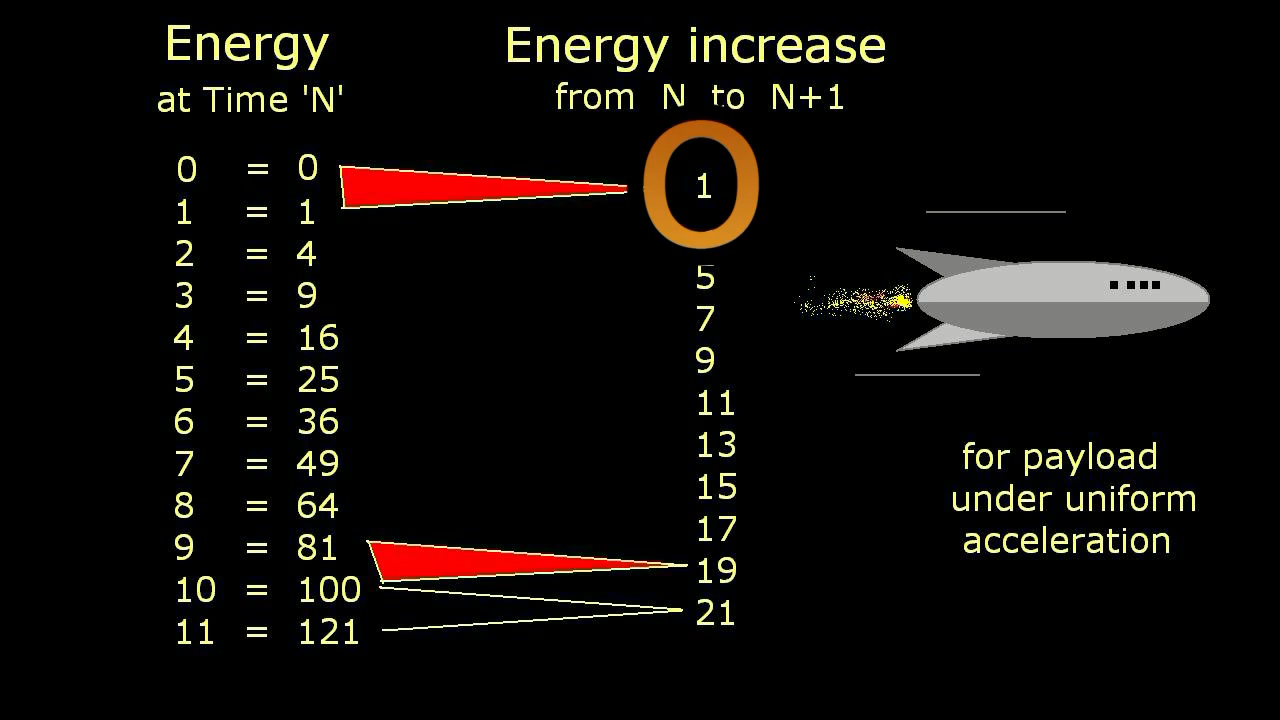 Energy
at Time 'N'
0 = 0
1 = 1
2 = 4
3 = 9
4 = 16
5 = 25
6 = 36
7 = 49
8 = 64
9 = 81
10 = 100
11 = 121
Energy increase
from N to N+1
O
1
5
7
9
11
13
15
17
19
21
for payload
under uniform
acceleration